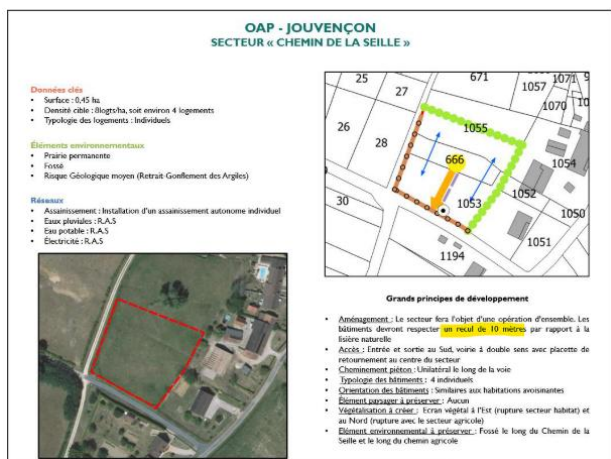 OAP - JOUVENÇON
SECTEUR « CHEMIN DE LA SEILLE »
Données clés
• Surface : 0,45 ha
• Densité cible : 8logts/ha, soit environ 4 logements
• Typologie des logements : Individuels
Éléments environnementaux
• Prairie permanente
• Fossé
• Risque Géologique moyen (Retrait-Gonflement des Argiles)
Réseaux
• Assainissement : Installation d'un assainissement autonome individuel
• Eaux pluviales : R.A.S
• Eau potable : R.A.S
• Électricité : R.A.S
25
671
27
1057
1071
9
1070
10
26
1055
28
666
1054
30
1053
1052
1050
1051
1194
Grands principes de développement
• Aménagement : Le secteur fera l'objet d'une opération d'ensemble. Les
bâtiments devront respecter un recul de 10 mètres par rapport à la
lisière naturelle
• Accès : Entrée et sortie au Sud, voirie à double sens avec placette de
retournement au centre du secteur
• Cheminement piéton : Unilatéral le long de la voie
• Typologie des bâtiments : 4 individuels
• Orientation des bâtiments : Similaires aux habitations avoisinantes
• Élément paysager à préserver : Aucun
• Végétalisation à créer : Ecran végétal à l'Est (rupture secteur habitat) et
au Nord (rupture avec le secteur agricole)
• Elément environnemental à préserver : Fossé le long du Chemin de la
Seille et le long du chemin agricole